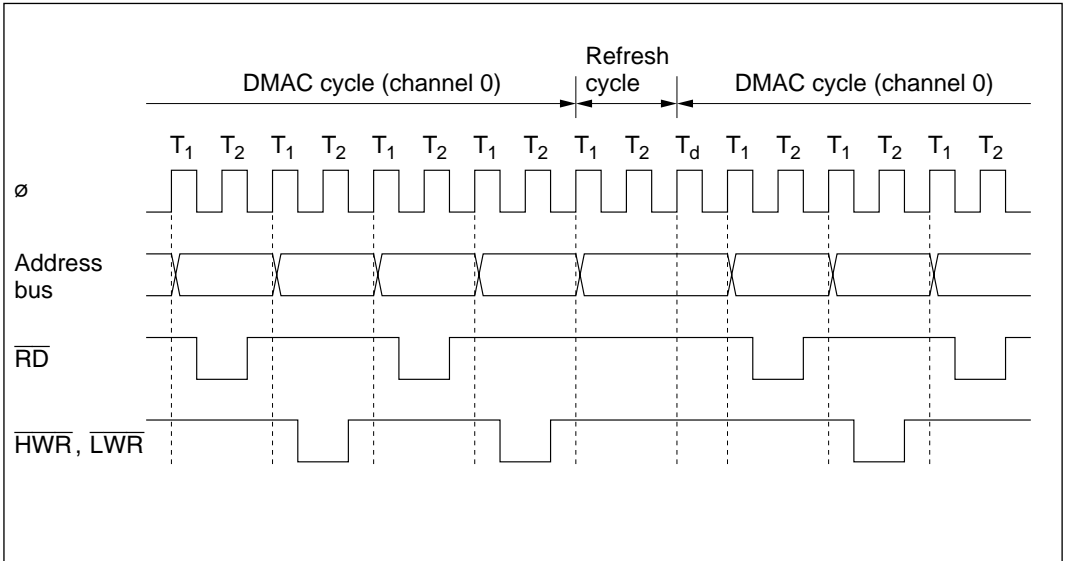 Refresh
DMAC cycle (channel 0) cycle DMAC cycle (channel 0)
T1 T2 T1 T2 T1 T2 T1 T2 T1 T2 Td T1 T2 T1 T2 T1 T2
ø
Address
bus
RD
HWR, LWR